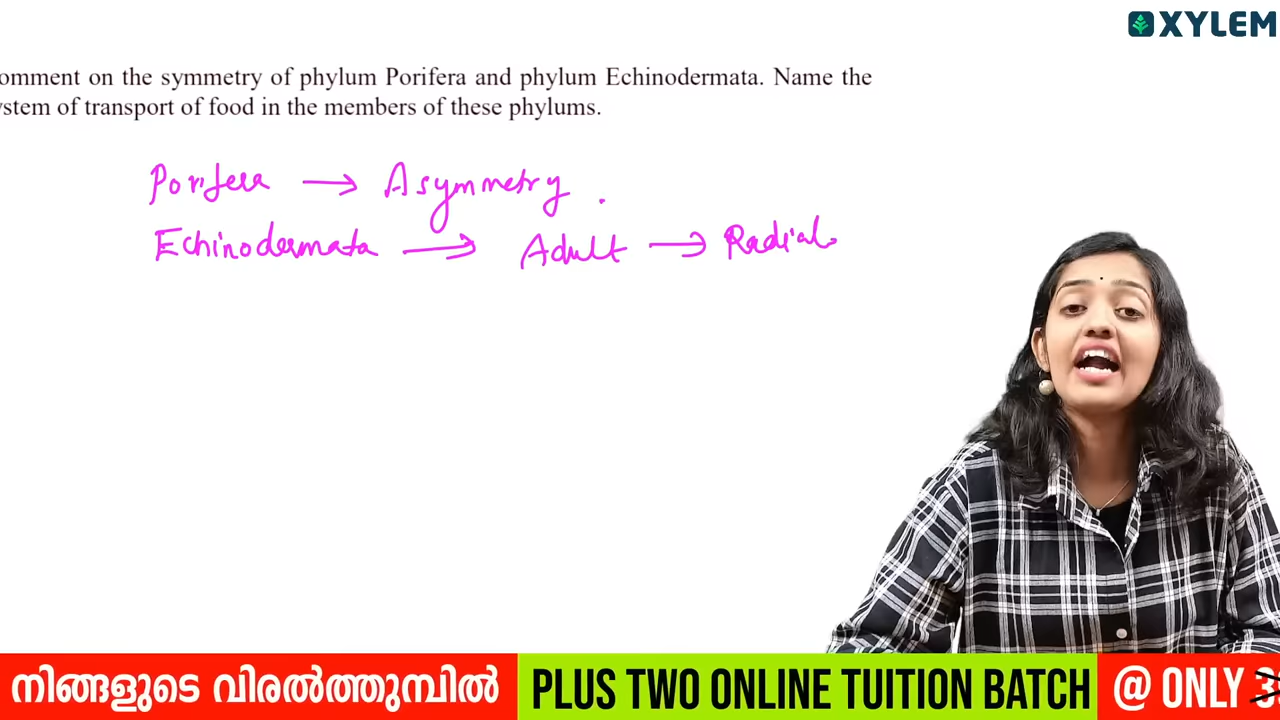 XYLEM
omment on the symmetry of phylum Porifera and phylum Echinodermata. Name the
ystem of transport of food in the members of these phylums.
Porifera → Asymmetry .
Echinodermata → Adult → Radial
നിങ്ങളുടെ വിരൽത്തുമ്പിൽ PLUS TWO ONLINE TUITION BATCH @ ONLY 3